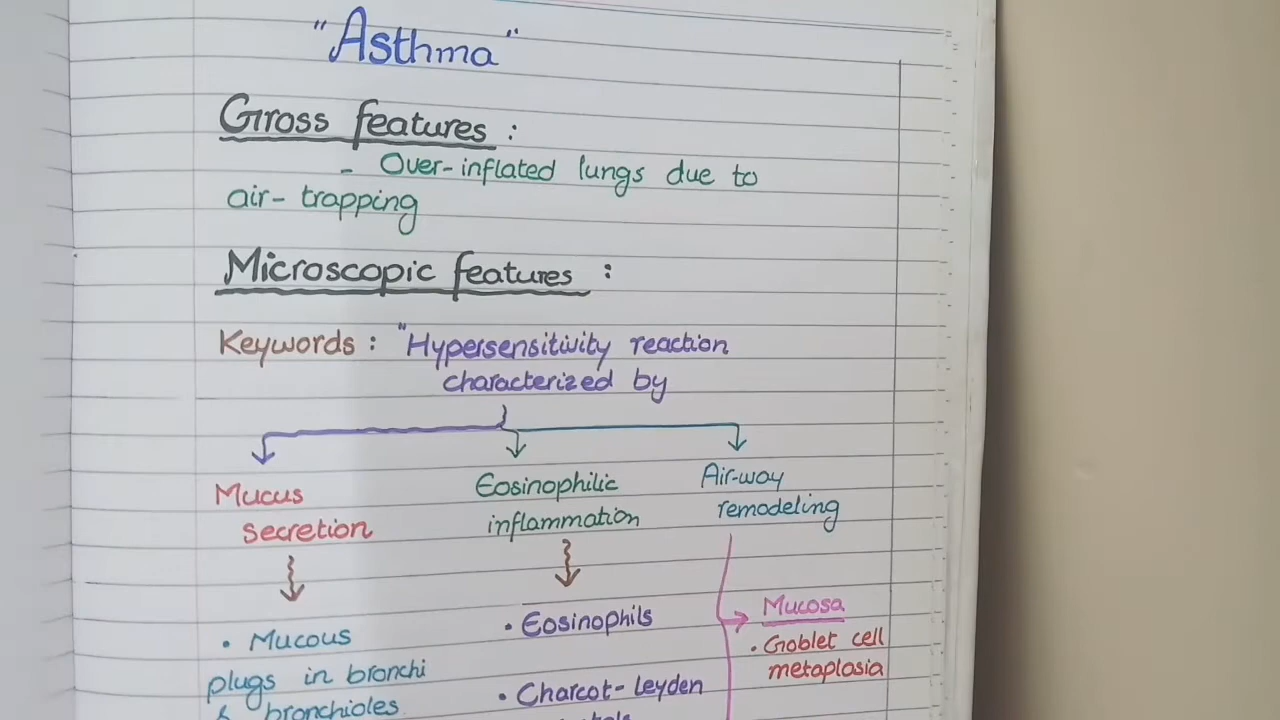 "Asthma"
Gross features :
- Over-inflated lungs due to
air-trapping
Microscopic features :
Keywords : "Hypersensitivity reaction
characterized by
Mucus
secretion
Eosinophilic
inflammation
Air-way
remodeling
• Mucous
plugs in bronchi
& bronchioles
• Eosinophils
• Charcot-Leyden
Mucosa
• Goblet cell
metaplasia